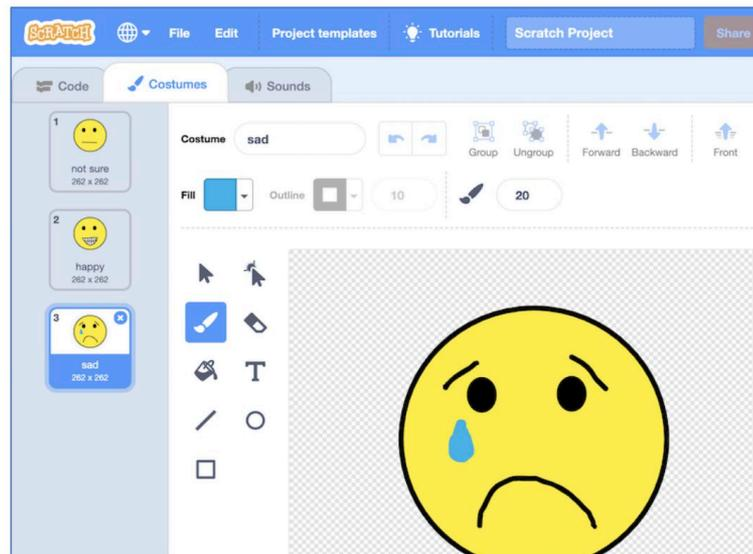 SCRATCH
File Edit Project templates Tutorials Scratch Project Share
Code Costumes Sounds
1
not sure
262 x 262
2
happy
262 x 262
3
sad
262 x 262
Costume sad
Group Ungroup Forward Backward Front
Fill Outline 10 20
T